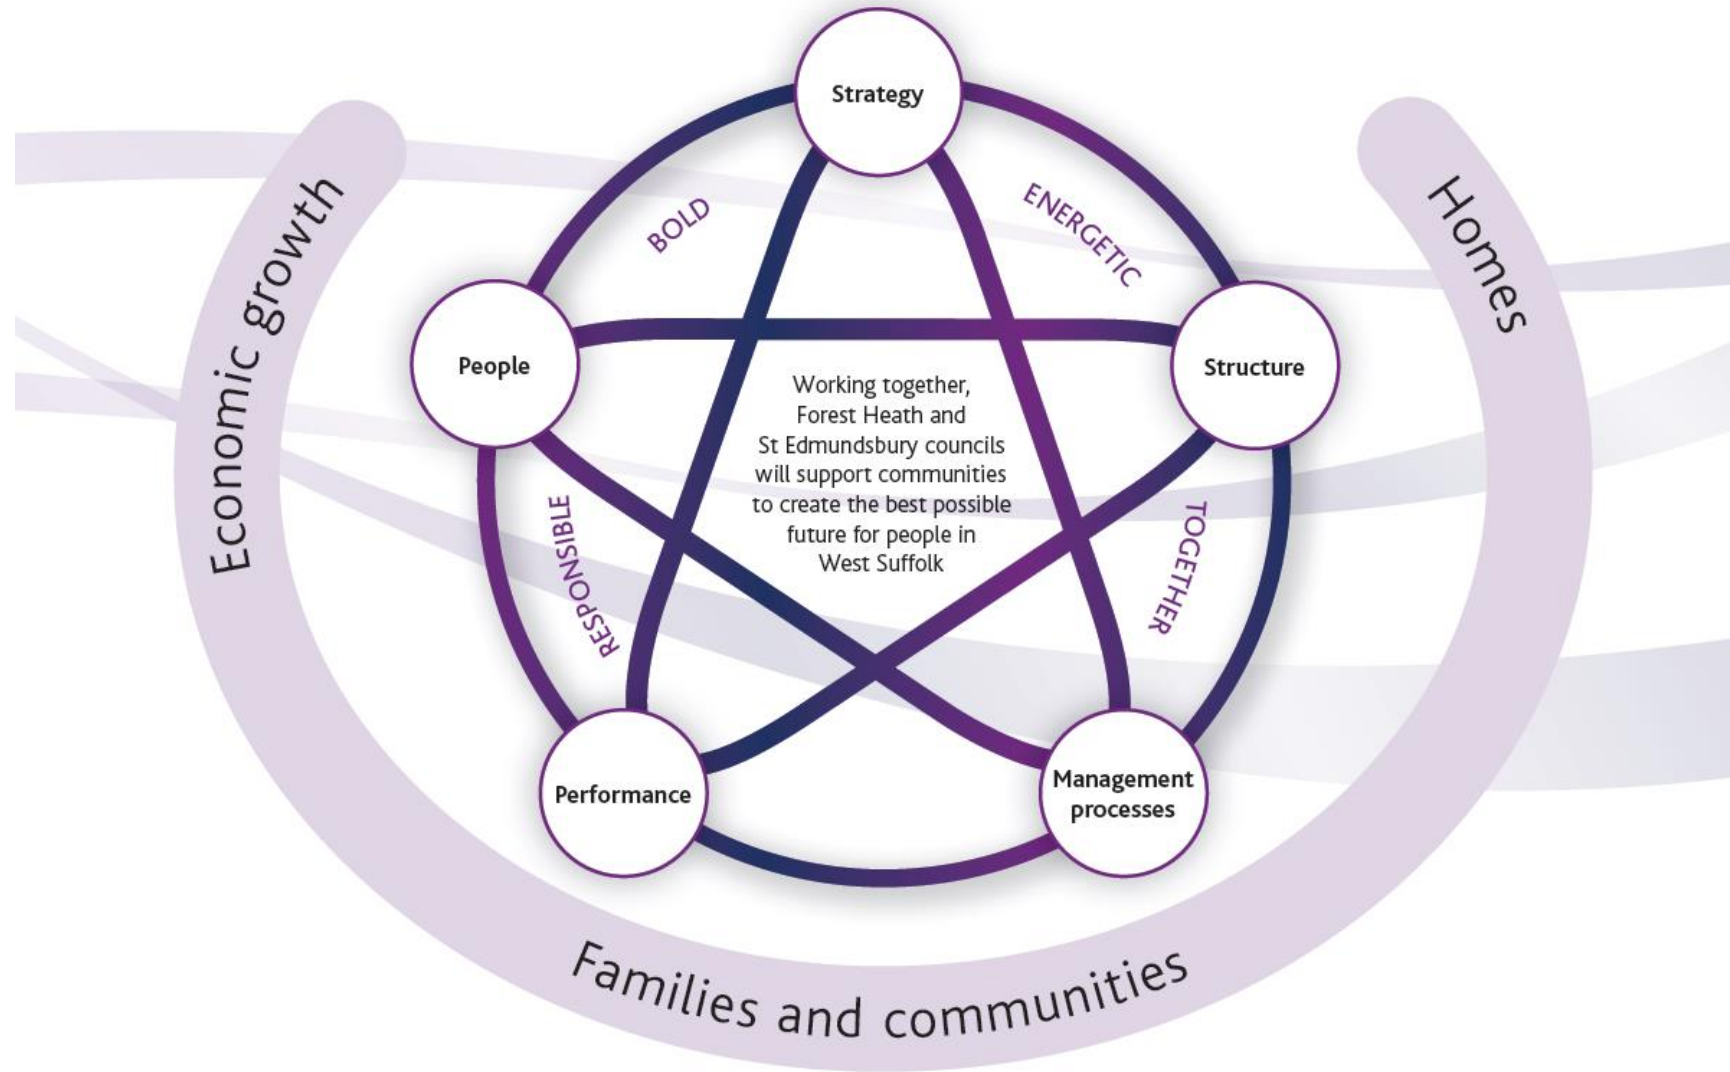 Strategy
BOLD
ENERGETIC
Economic growth
Homes
People
Structure
Working together,
Forest Heath and
St Edmundsbury councils
will support communities
to create the best possible
future for people in
West Suffolk
RESPONSIBLE
TOGETHER
Performance
Management
processes
Families and communities